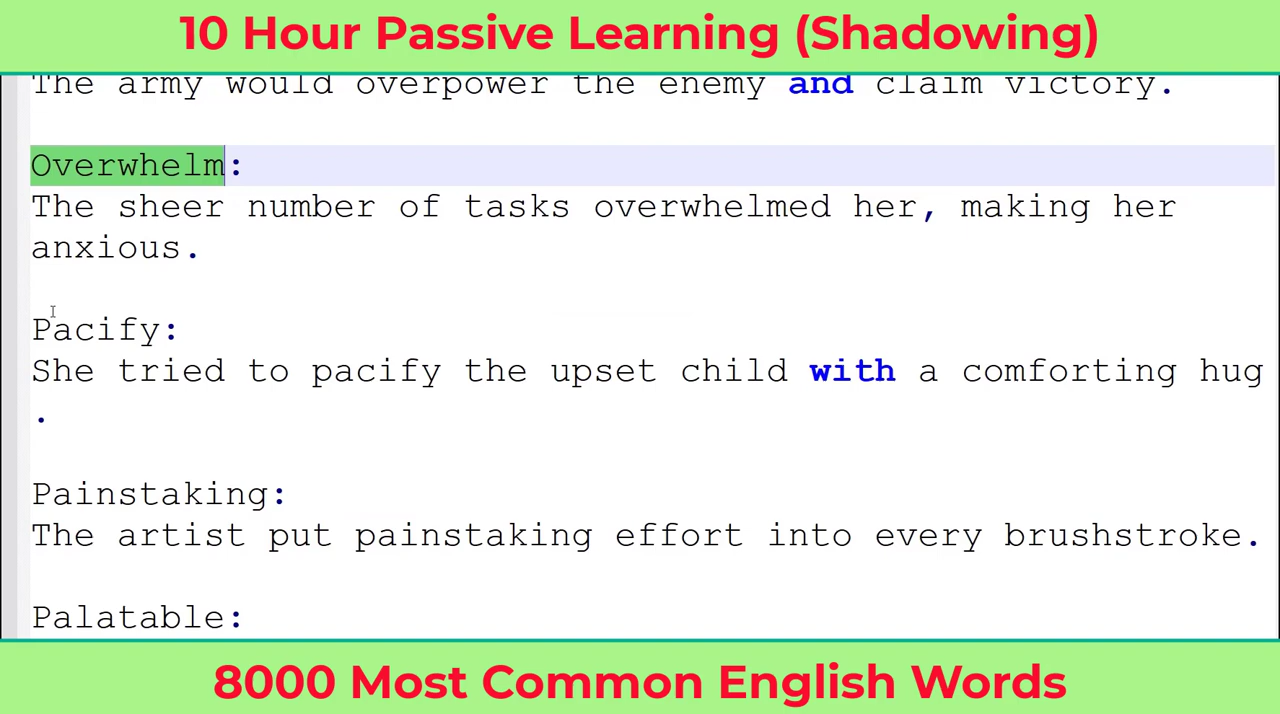 10 Hour Passive Learning (Shadowing)
The army would overpower the enemy and claim victory.
Overwhelm:
The sheer number of tasks overwhelmed her, making her
anxious.
Pacify:
She tried to pacify the upset child with a comforting hug
.
Painstaking:
The artist put painstaking effort into every brushstroke.
Palatable:
8000 Most Common English Words